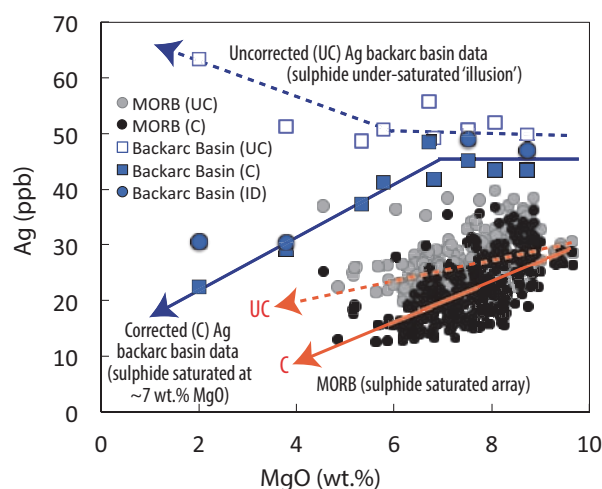 70
60
50
40
30
20
10
0
Ag (ppb)
Uncorrected (UC) Ag backarc basin data
(sulphide under-saturated ‘illusion’)
MORB (UC)
MORB (C)
Backarc Basin (UC)
Backarc Basin (C)
Backarc Basin (ID)
UC
C
Corrected (C) Ag
backarc basin data
(sulphide saturated at
~7 wt.% MgO)
MORB (sulphide saturated array)
0 2 4 6 8 10
MgO (wt.%)